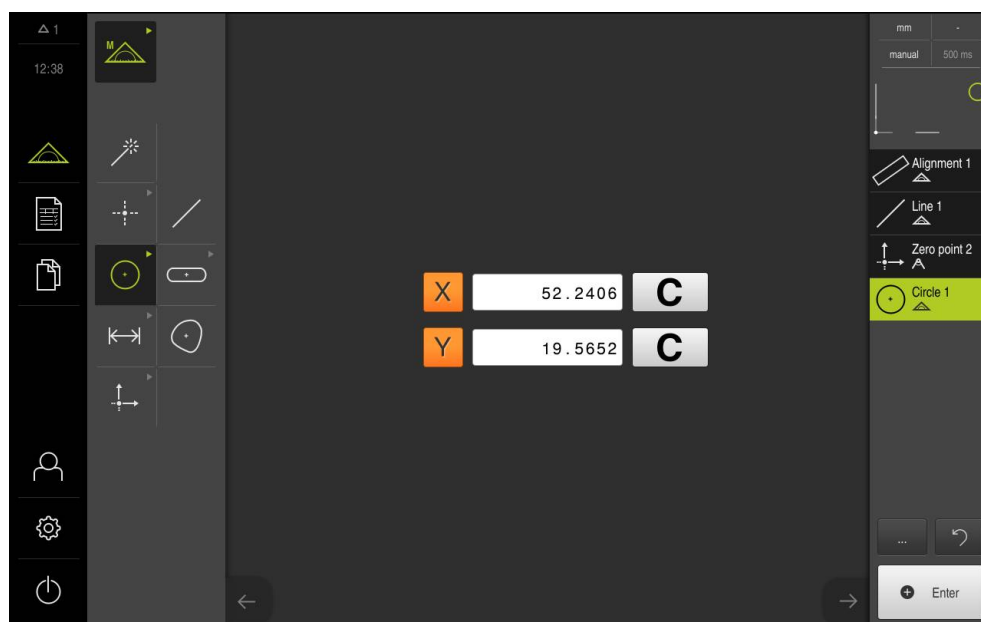 1
12:38
M
X 52.2406 C
Y 19.5652 C
mm -
manual 500 ms
Alignment 1
Line 1
Zero point 2
Circle 1
...
Enter